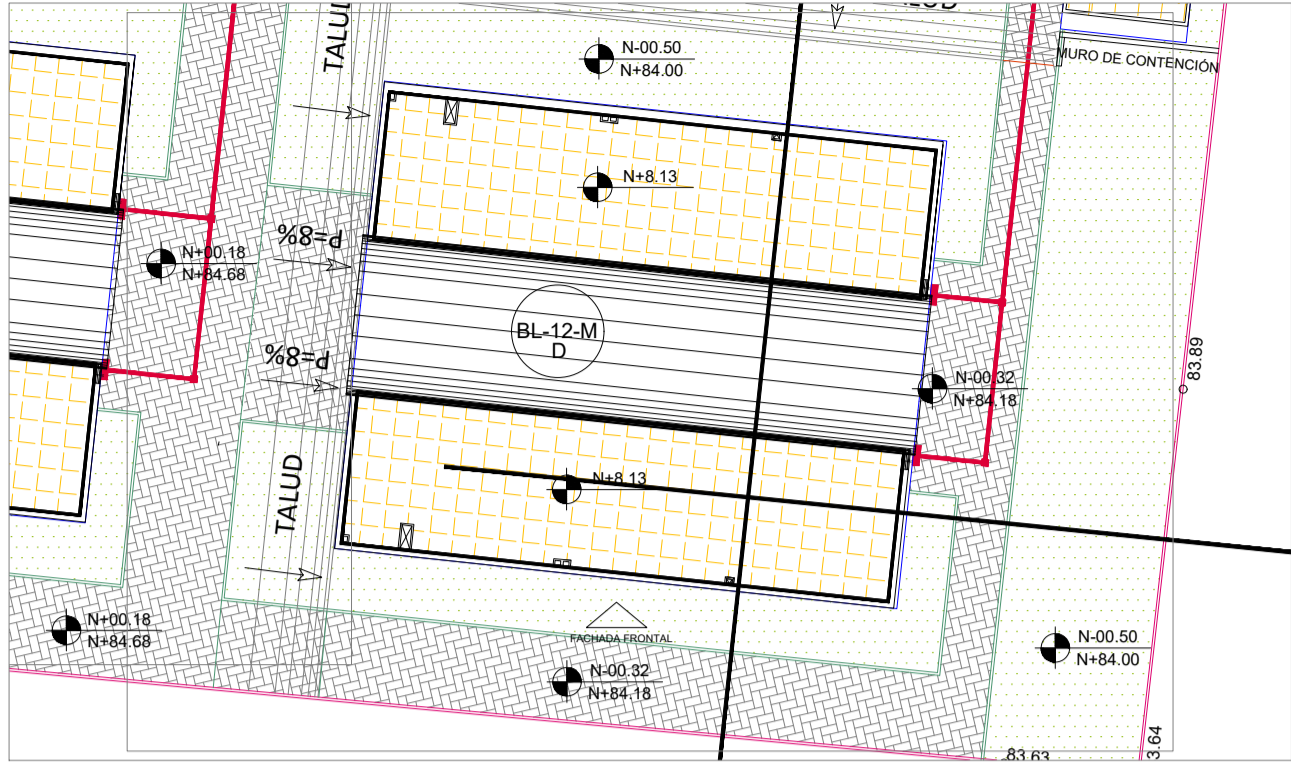 TALUD
N-00.50
N+84.00
MURO DE CONTENCIÓN
N+8.13
P=8%
N+00.18
N+84.68
BL-12-M
D
83.89
P=8%
N-00.32
N+84.18
TALUD
N+8.13
N+00.18
N+84.68
FACHADA FRONTAL
N-00.50
N+84.00
N-00.32
N+84.18
83.63
3.64